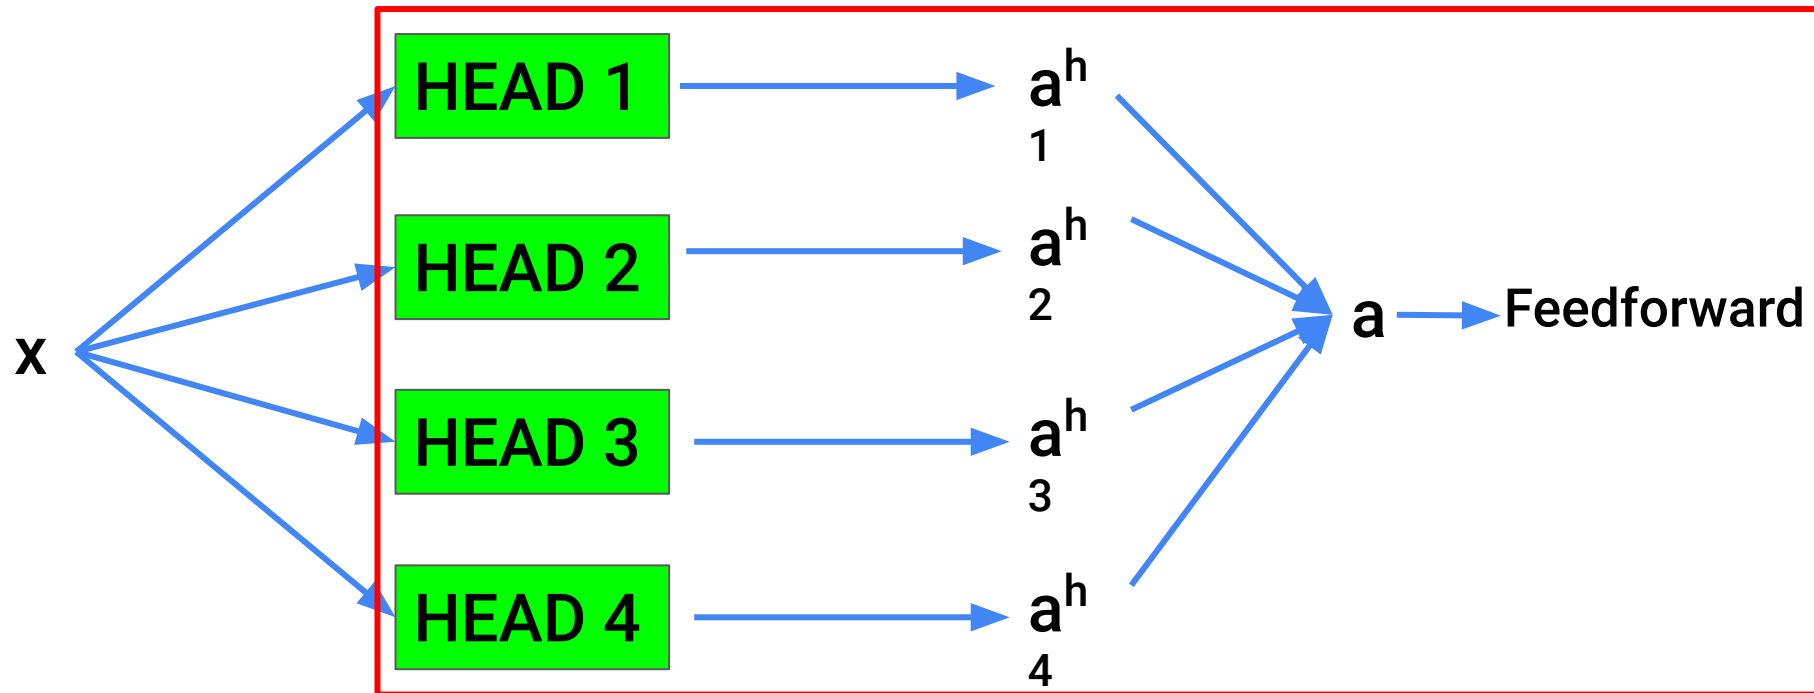 x
HEAD 1
a^h
1
HEAD 2
a^h
2
HEAD 3
a^h
3
HEAD 4
a^h
4
a
Feedforward